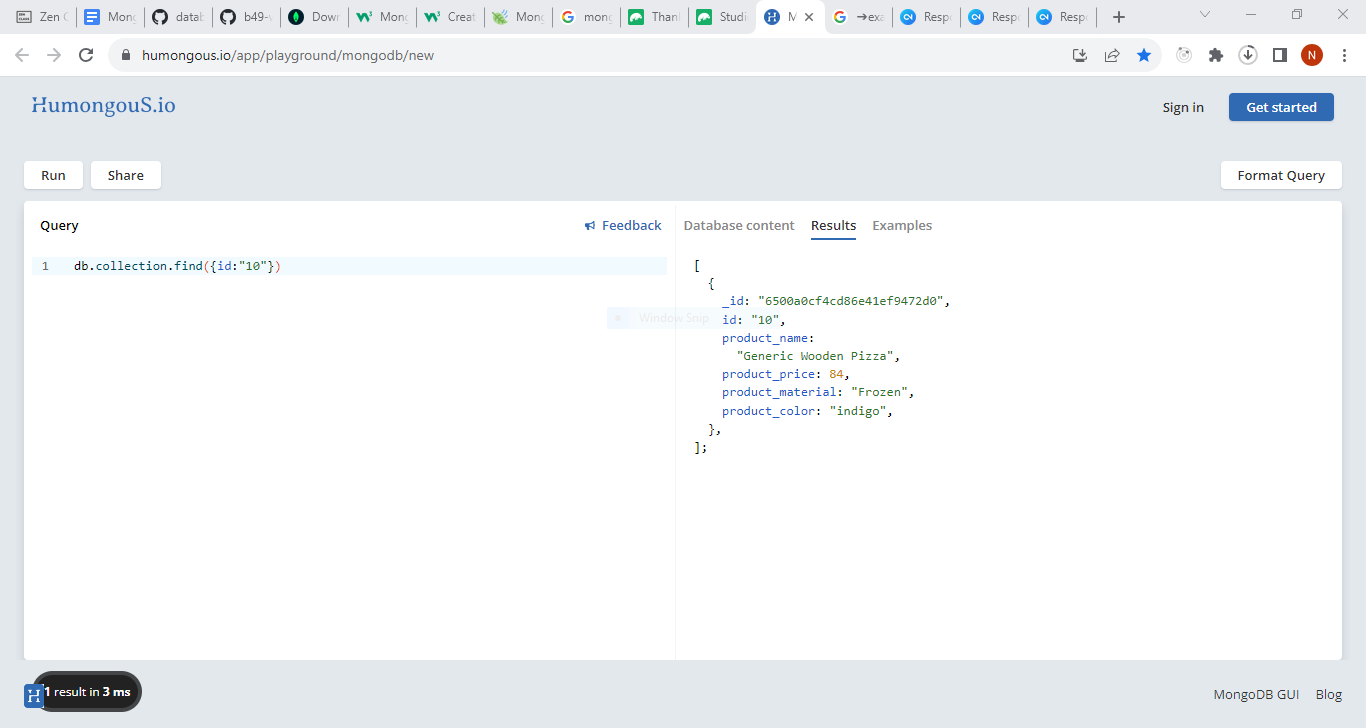 Zen C
Mong
datab
b49-v
Down
Mong
Creat
Mong
mong
Thank
Studi
M
→exa
Resp
Resp
Resp
humongous.io/app/playground/mongodb/new
N
HumongouS.io
Sign in
Get started
Run
Share
Format Query
Query
Feedback
Database content
Results
Examples
1
db.collection.find({id:"10"})
Window Snip
[
{
_id: "6500a0cf4cd86e41ef9472d0",
id: "10",
product_name:
"Generic Wooden Pizza",
product_price: 84,
product_material: "Frozen",
product_color: "indigo",
},
];
H
1 result in 3 ms
MongoDB GUI
Blog